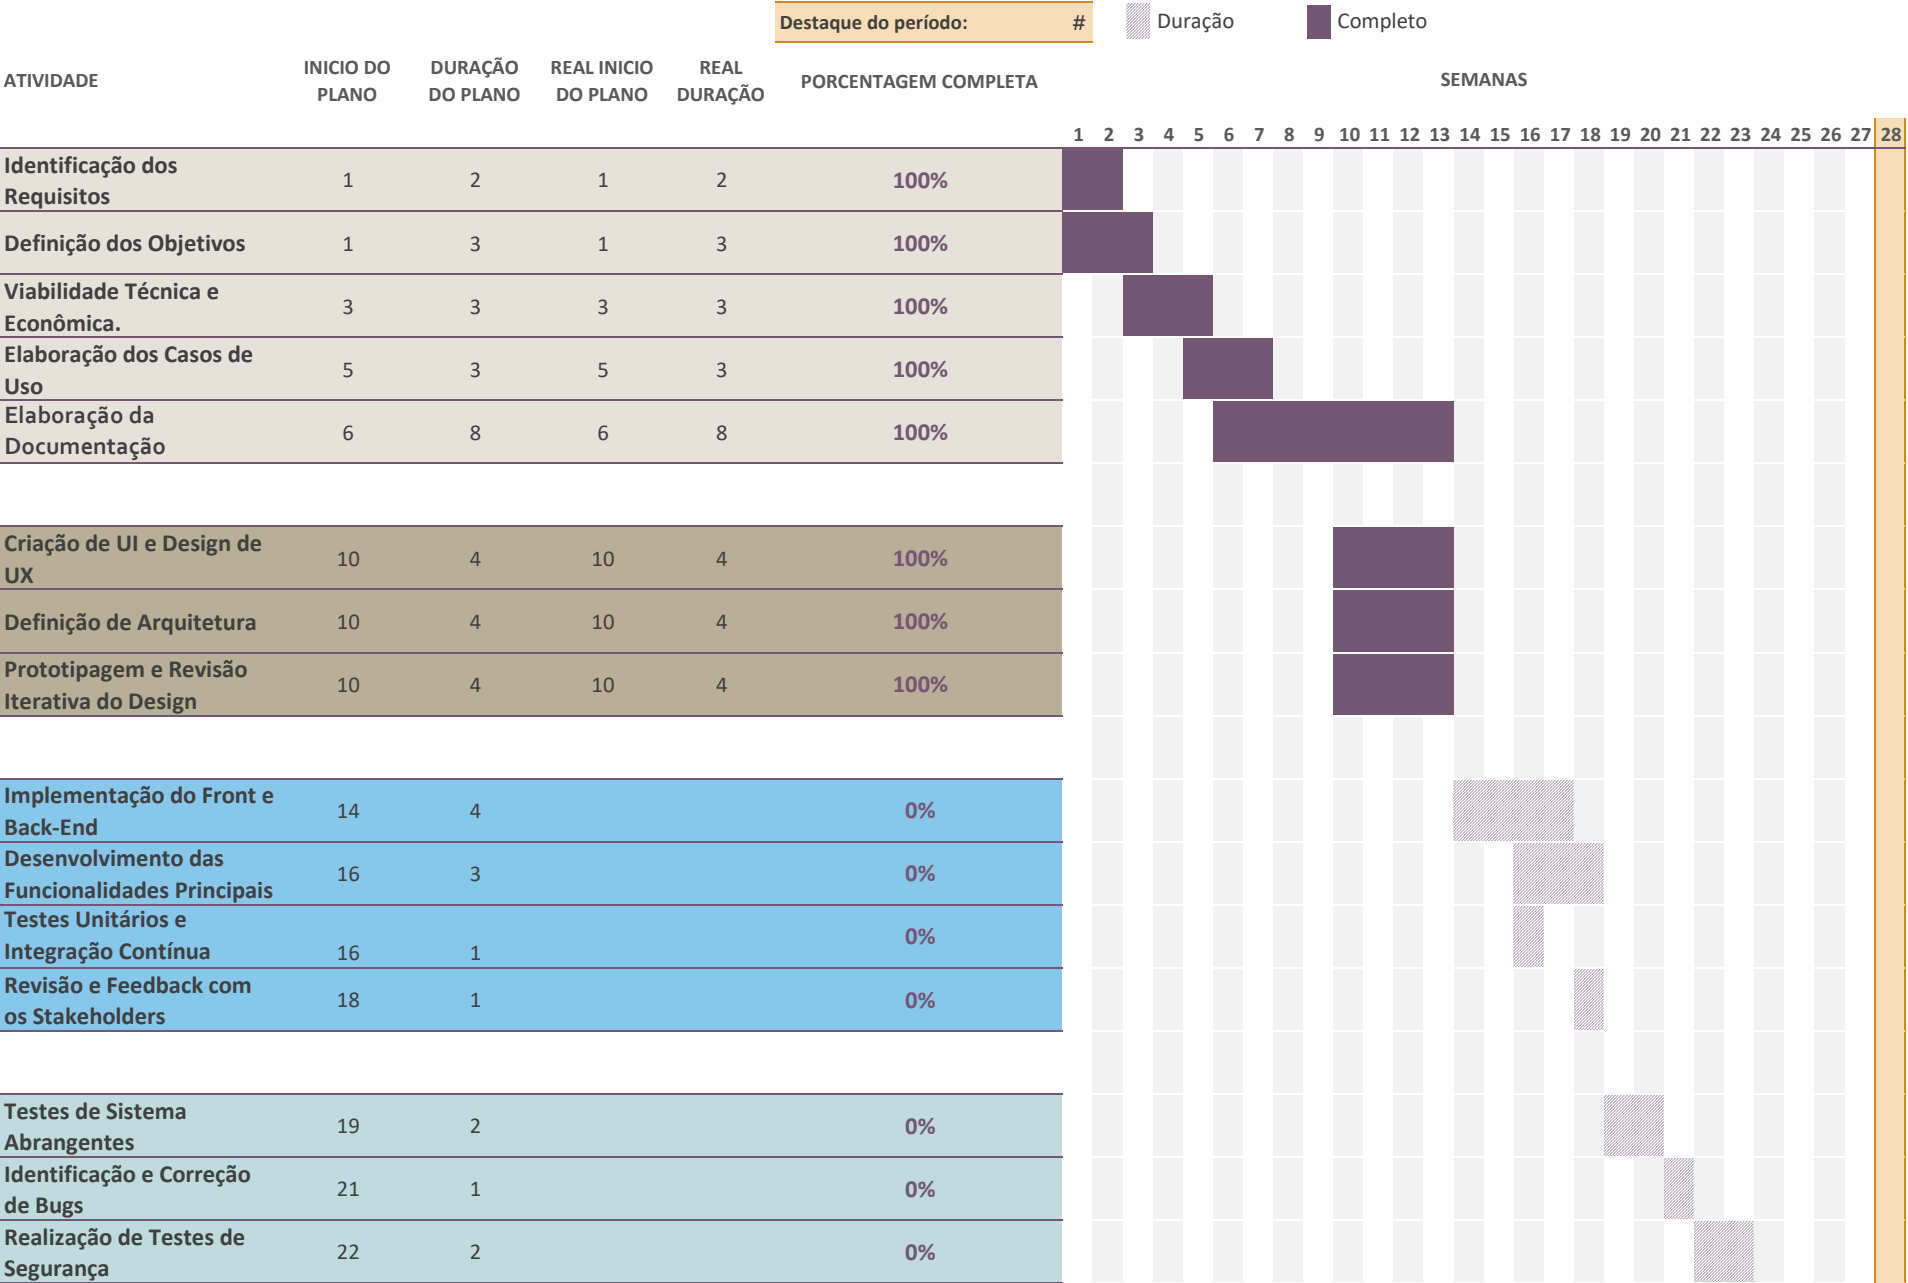 Destaque do período: #
Duração
Completo
ATIVIDADE
INICIO DO
PLANO
DURAÇÃO
DO PLANO
REAL INICIO
DO PLANO
REAL
DURAÇÃO
PORCENTAGEM COMPLETA
SEMANAS
1 2 3 4 5 6 7 8 9 10 11 12 13 14 15 16 17 18 19 20 21 22 23 24 25 26 27 28
Identificação dos
Requisitos
1 2 1 2 100%
Definição dos Objetivos 1 3 1 3 100%
Viabilidade Técnica e
Econômica.
3 3 3 3 100%
Elaboração dos Casos de
Uso
5 3 5 3 100%
Elaboração da
Documentação
6 8 6 8 100%
Criação de UI e Design de
UX
10 4 10 4 100%
Definição de Arquitetura 10 4 10 4 100%
Prototipagem e Revisão
Iterativa do Design
10 4 10 4 100%
Implementação do Front e
Back-End
14 4 0%
Desenvolvimento das
Funcionalidades Principais
16 3 0%
Testes Unitários e
Integração Contínua
16 1 0%
Revisão e Feedback com
os Stakeholders
18 1 0%
Testes de Sistema
Abrangentes
19 2 0%
Identificação e Correção
de Bugs
21 1 0%
Realização de Testes de
Segurança
22 2 0%